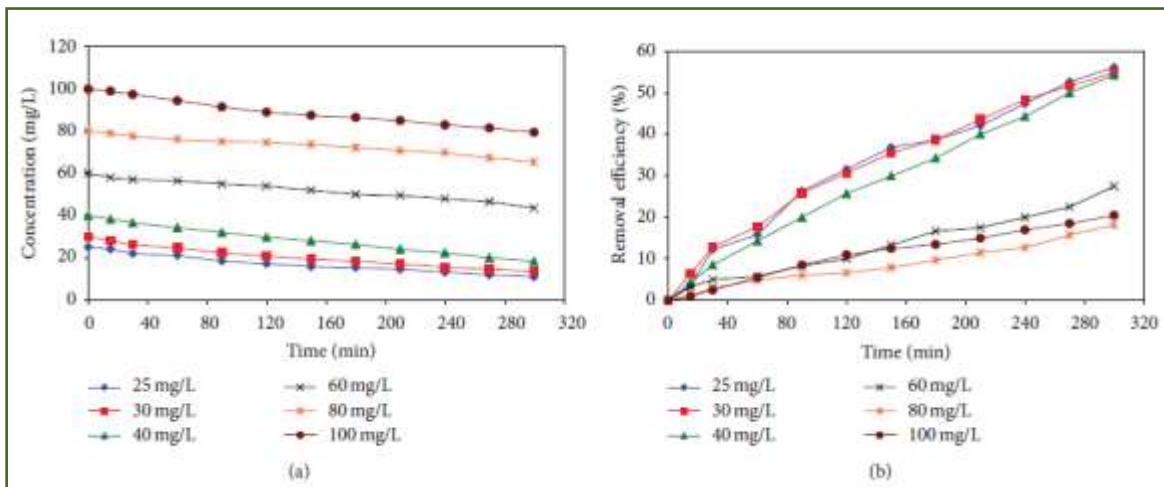 120
100
80
60
40
20
0
Concentration (mg/L)
0 40 80 120 160 200 240 280 320
Time (min)
25 mg/L
30 mg/L
40 mg/L
60 mg/L
80 mg/L
100 mg/L
(a)
60
50
40
30
20
10
0
Removal efficiency (%)
0 40 80 120 160 200 240 280 320
Time (min)
25 mg/L
30 mg/L
40 mg/L
60 mg/L
80 mg/L
100 mg/L
(b)